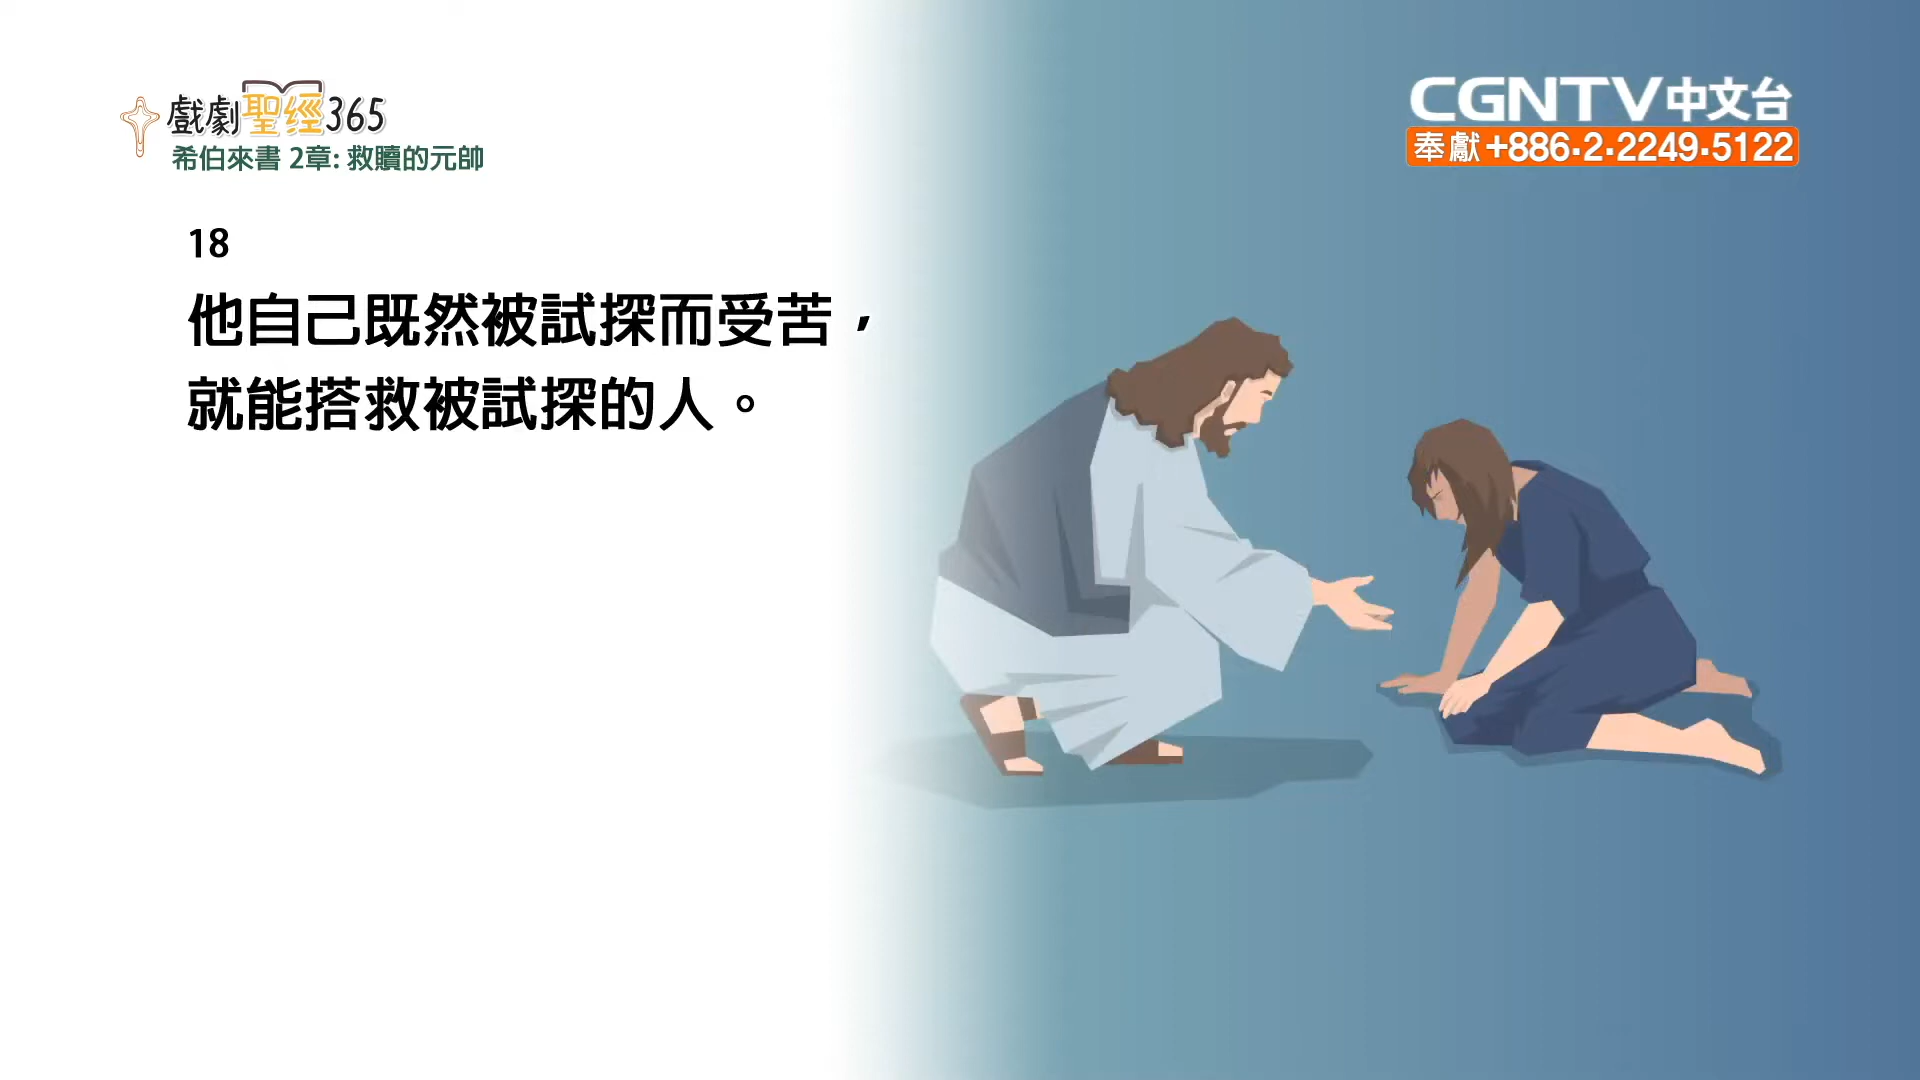 戲劇聖經365
希伯來書 2章: 救贖的元帥
CGNTV中文台
奉獻 +886·2·2249·5122
18
他自己既然被試探而受苦，
就能搭救被試探的人。